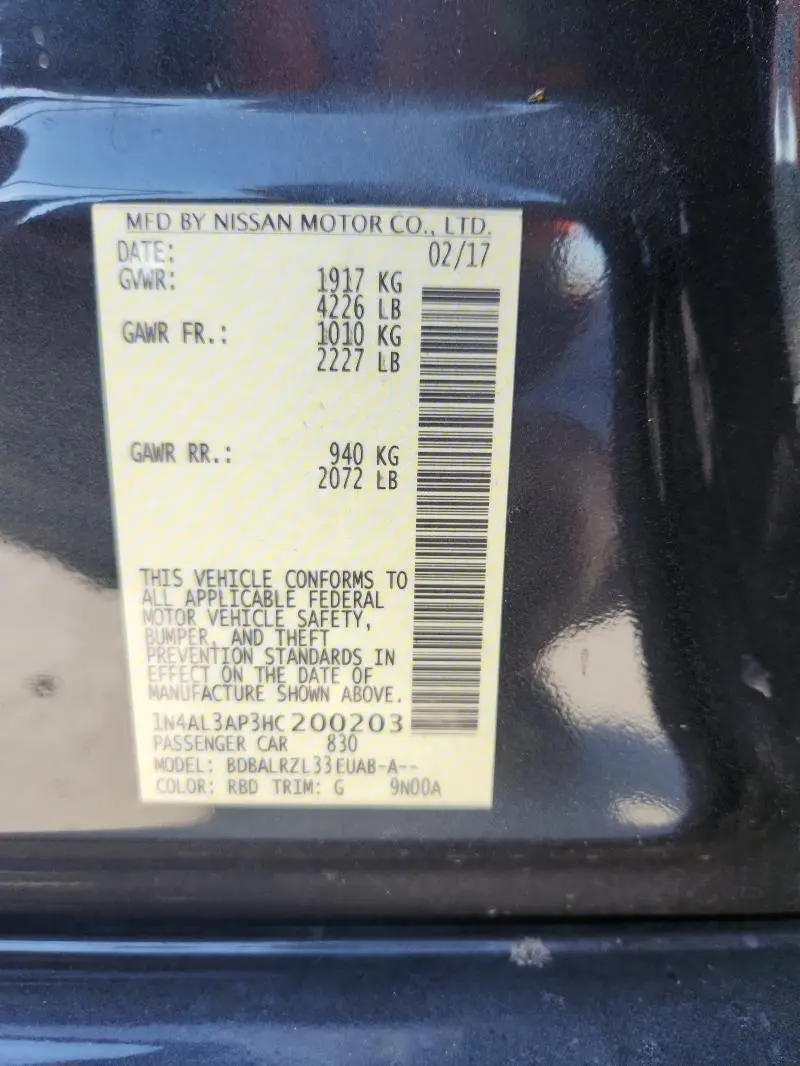 MFD BY NISSAN MOTOR CO., LTD.
DATE: 02/17
GVWR: 1917 KG
4226 LB
GAWR FR.: 1010 KG
2227 LB
GAWR RR.: 940 KG
2072 LB
THIS VEHICLE CONFORMS TO
ALL APPLICABLE FEDERAL
MOTOR VEHICLE SAFETY,
BUMPER, AND THEFT
PREVENTION STANDARDS IN
EFFECT ON THE DATE OF
MANUFACTURE SHOWN ABOVE.
1N4AL3AP3HC200203
PASSENGER CAR 830
MODEL: BDBALRZL33EUAB-A--
COLOR: RBD TRIM: G 9N00A